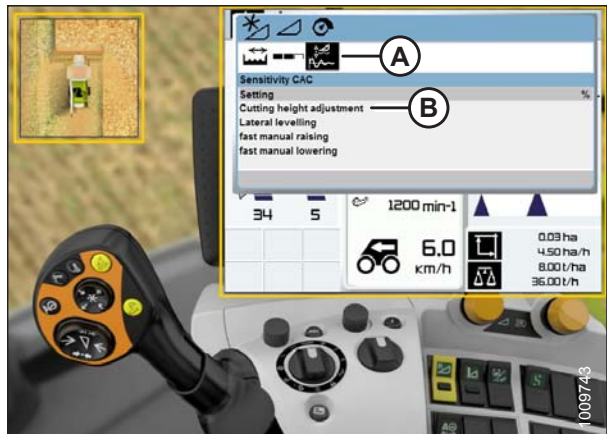 A
Sensitivity CAC
Setting %
Cutting height adjustment B
Lateral levelling
fast manual raising
fast manual lowering
34 5
1200 min-1
6.0
km/h
0.03 ha
4.50 ha/h
8.00 t/ha
36.00 t/h
1009743